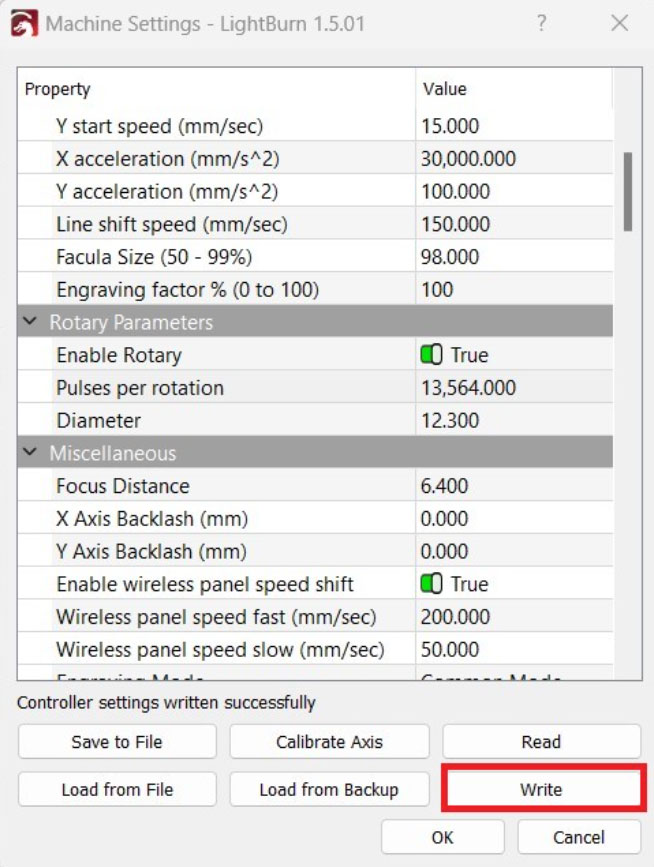 Machine Settings - LightBurn 1.5.01 ?
Property Value
Y start speed (mm/sec) 15.000
X acceleration (mm/s^2) 30,000.000
Y acceleration (mm/s^2) 100.000
Line shift speed (mm/sec) 150.000
Facula Size (50 - 99%) 98.000
Engraving factor % (0 to 100) 100
Rotary Parameters
Enable Rotary True
Pulses per rotation 13,564.000
Diameter 12.300
Miscellaneous
Focus Distance 6.400
X Axis Backlash (mm) 0.000
Y Axis Backlash (mm) 0.000
Enable wireless panel speed shift True
Wireless panel speed fast (mm/sec) 200.000
Wireless panel speed slow (mm/sec) 50.000
Engraving Mode Common Mode
Controller settings written successfully
Save to File Calibrate Axis Read
Load from File Load from Backup Write
OK Cancel